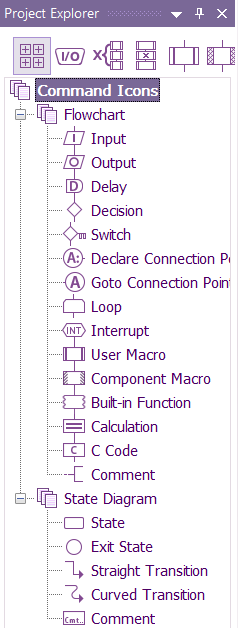 Project Explorer
I/O X
Command Icons
Flowchart
I Input
O Output
D Delay
Decision
Switch
A: Declare Connection Po
A Goto Connection Point
Loop
INT Interrupt
User Macro
Component Macro
Built-in Function
Calculation
C C Code
Comment
State Diagram
State
Exit State
Straight Transition
Curved Transition
Cmt.. Comment